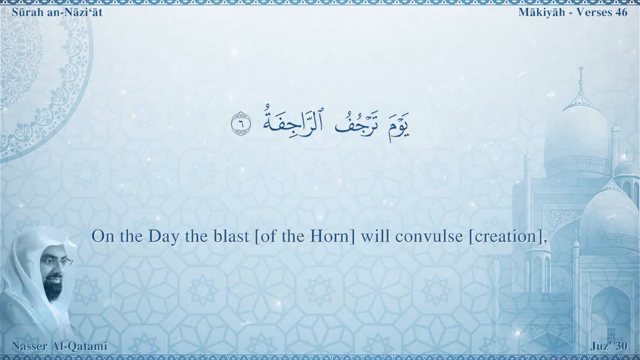 Sūrah an-Nāzi‘āt
Mākiyāh - Verses 46
يَوْمَ تَرْجُفُ ٱلرَّاجِفَةُ ٦
On the Day the blast [of the Horn] will convulse [creation],
Nasser Al-Qatami
Juz' 30